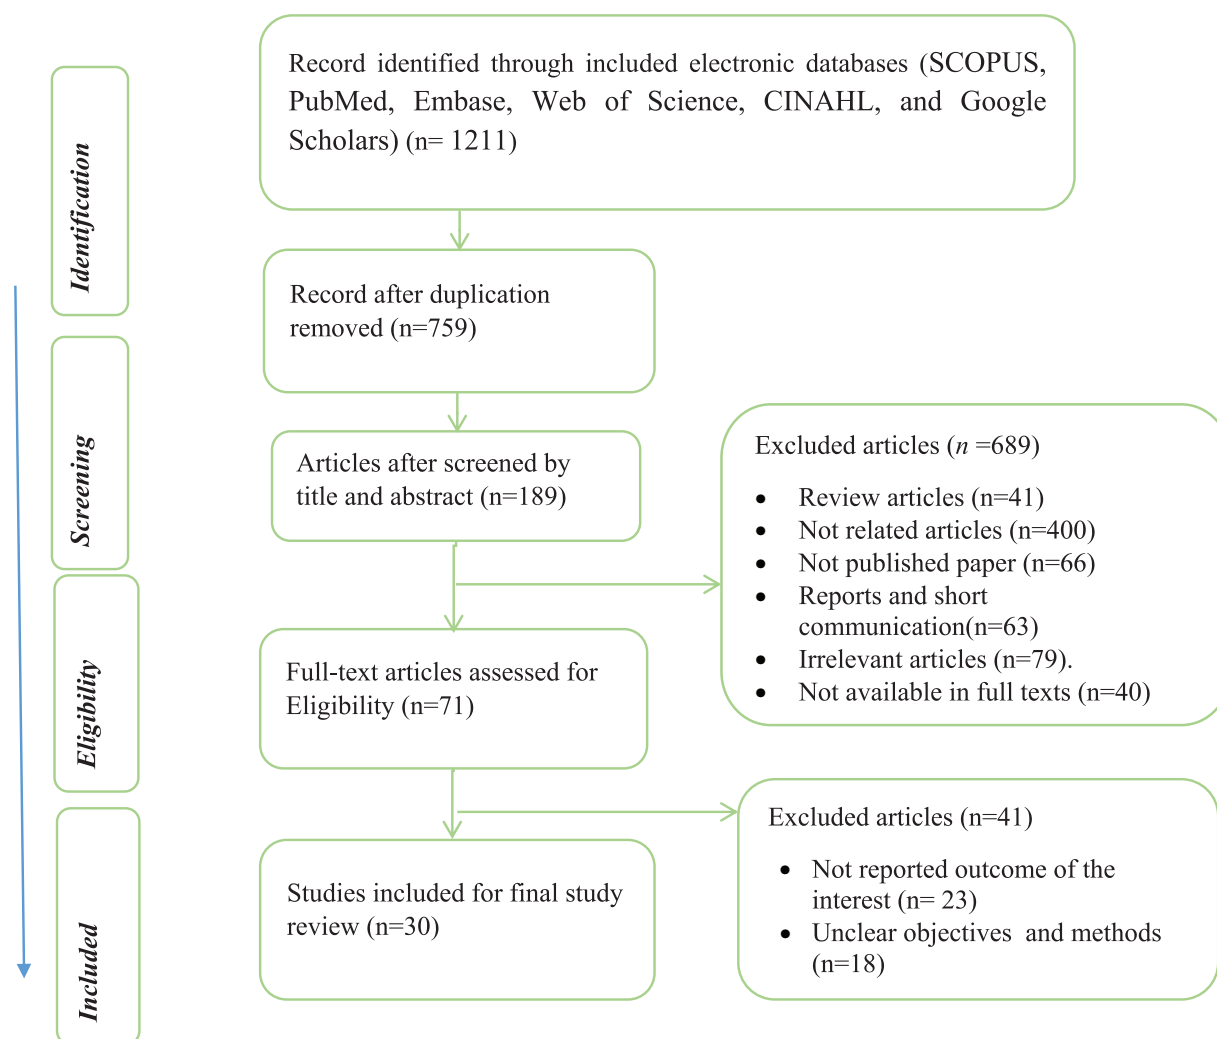 Record identified through included electronic databases (SCOPUS,
PubMed, Embase, Web of Science, CINAHL, and Google
Scholars) (n= 1211)
Identification
Record after duplication
removed (n=759)
Screening
Articles after screened by
title and abstract (n=189)
Excluded articles (n =689)
• Review articles (n=41)
• Not related articles (n=400)
• Not published paper (n=66)
• Reports and short
communication(n=63)
• Irrelevant articles (n=79).
• Not available in full texts (n=40)
Eligibility
Full-text articles assessed for
Eligibility (n=71)
Excluded articles (n=41)
• Not reported outcome of the
interest (n= 23)
• Unclear objectives and methods
(n=18)
Included
Studies included for final study
review (n=30)